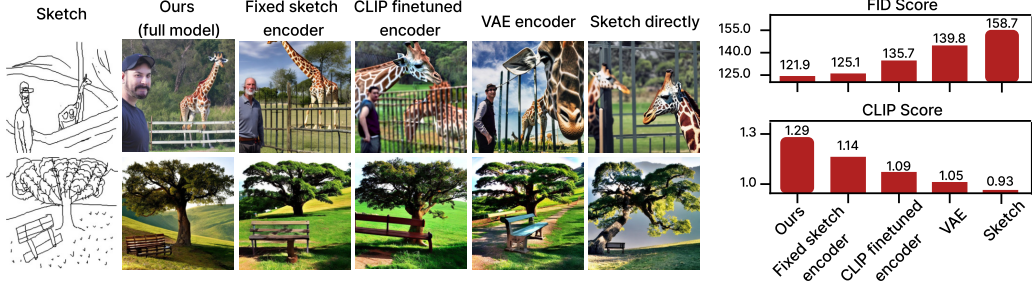 Sketch
Ours
(full model)
Fixed sketch
encoder
CLIP finetuned
encoder
VAE encoder
Sketch directly
FID Score
155.0
140.0
125.0
121.9
125.1
135.7
139.8
158.7
CLIP Score
1.3
1.0
1.29
1.14
1.09
1.05
0.93
Ours
Fixed sketch
encoder
CLIP finetuned
encoder
VAE
Sketch